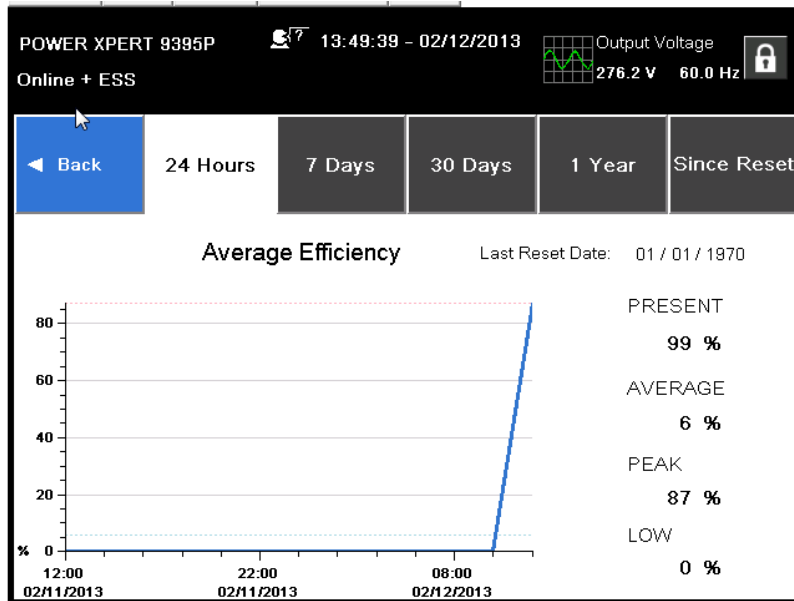 POWER XPERT 9395P
? 13:49:39 - 02/12/2013
Output Voltage
Online + ESS
276.2 V 60.0 Hz
Back
24 Hours
7 Days
30 Days
1 Year
Since Reset
Average Efficiency
Last Reset Date: 01 / 01 / 1970
80
60
40
20
% 0
12:00
02/11/2013
22:00
02/11/2013
08:00
02/12/2013
PRESENT
99 %
AVERAGE
6 %
PEAK
87 %
LOW
0 %